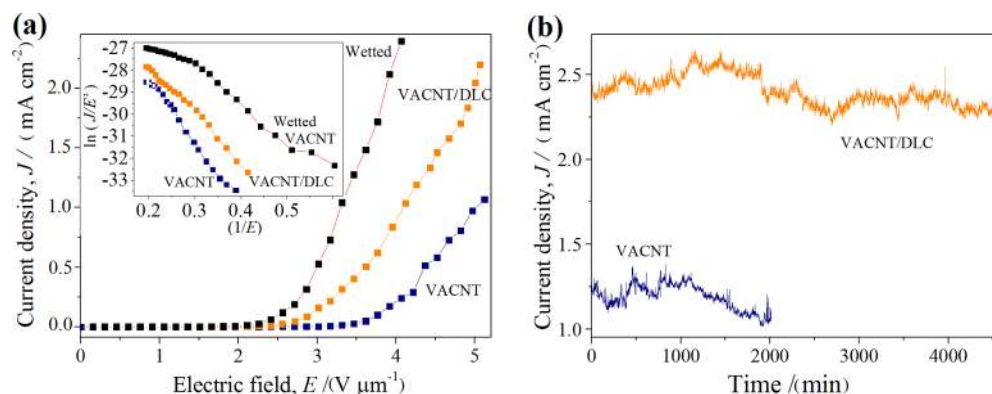 (a)
Current density, J / ( mA cm⁻²)
2.0
1.5
1.0
0.5
0.0
0
1
2
3
4
5
Electric field, E /(V μm⁻¹)
Wetted
VACNT/DLC
VACNT
-27
-28
-29
-30
-31
-32
-33
0.2
0.3
0.4
0.5
0.6
(1/E)
Wetted
VACNT
VACNT/DLC
VACNT
(b)
Current density, J / ( mA cm⁻²)
2.5
2.0
1.5
1.0
0
1000
2000
3000
4000
Time /(min)
VACNT/DLC
VACNT